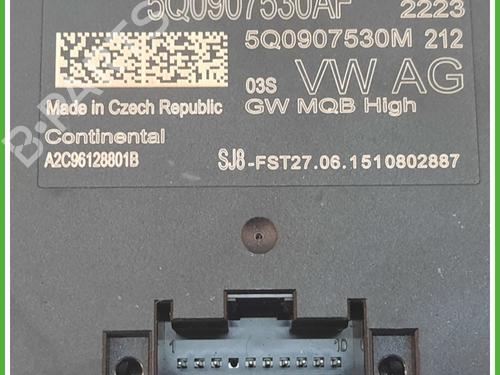 5Q0907530AF 2223
5Q0907530M 212
03S VW AG
Made in Czech Republic GW MQB High
Continental
A2C96128801B SJ8-FST27.06.1510802887
1 10
B-PARTS